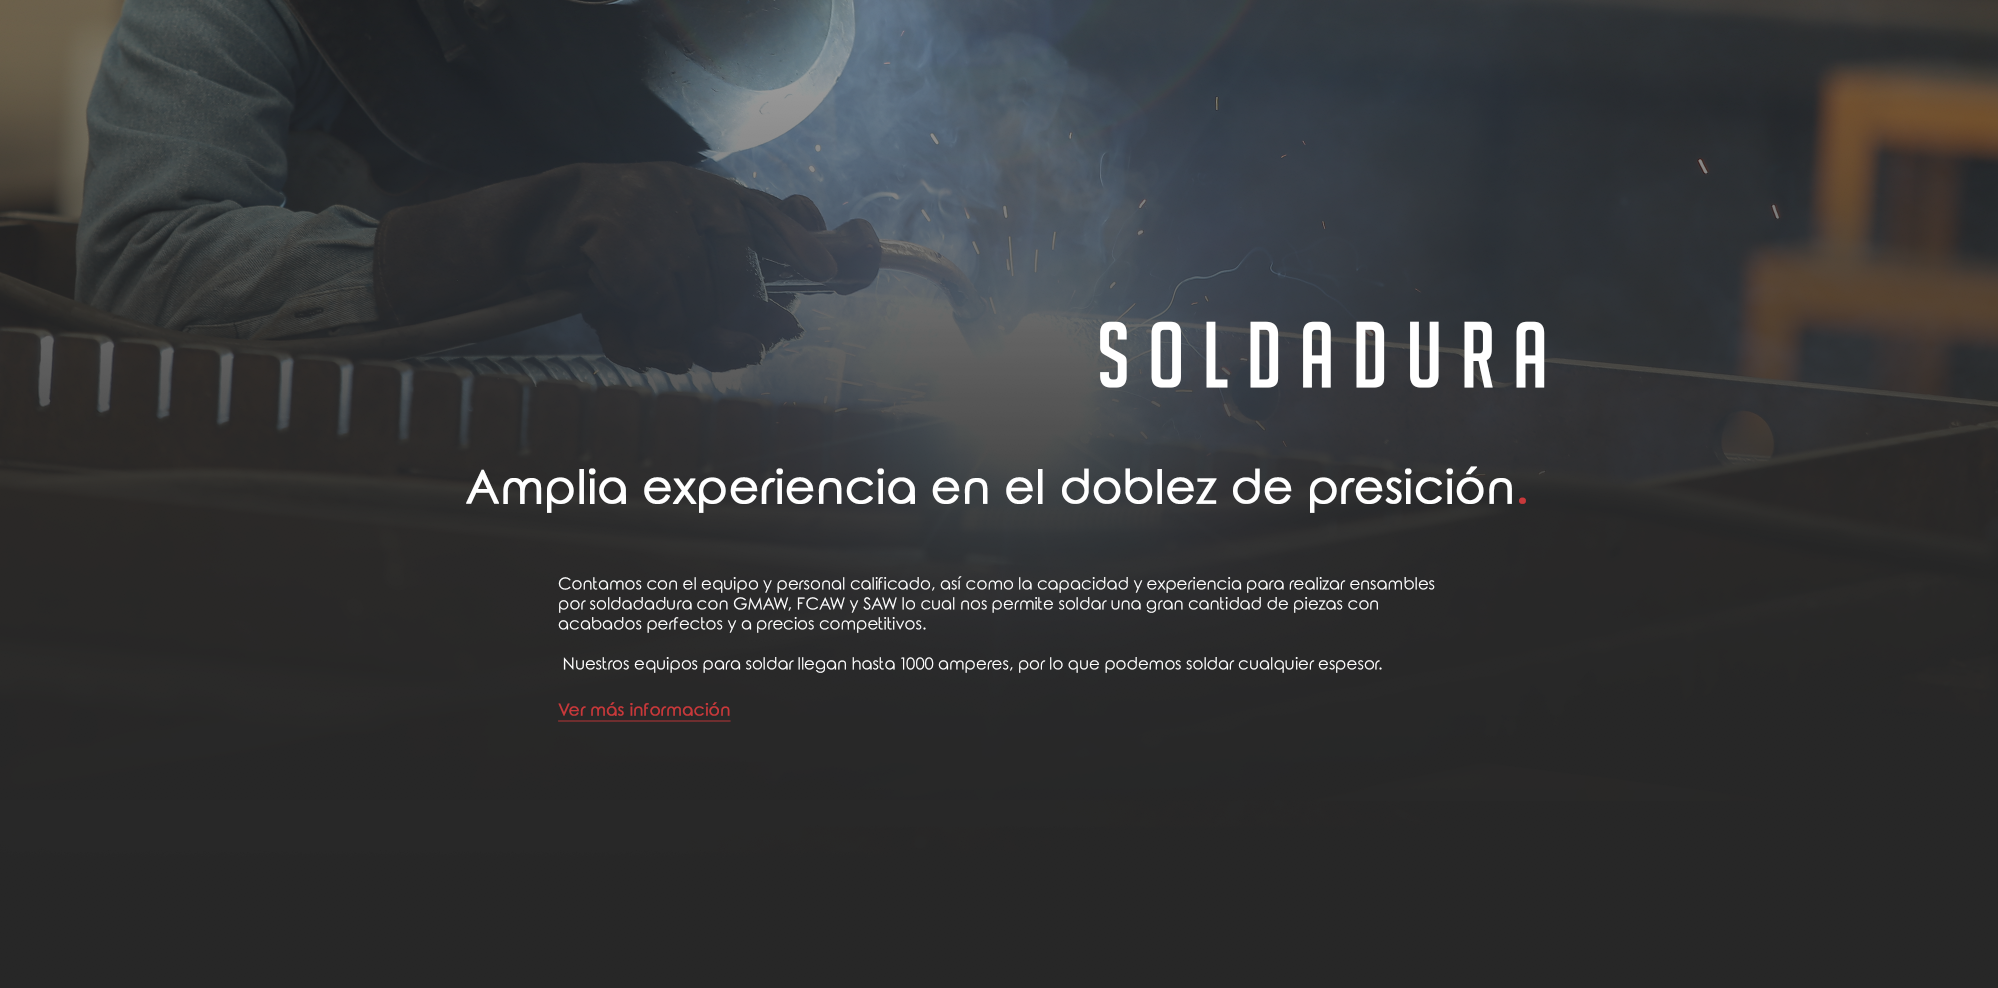 SOLDADURA
Amplia experiencia en el doblez de presición.
Contamos con el equipo y personal calificado, así como la capacidad y experiencia para realizar ensambles
por soldadadura con GMAW, FCAW y SAW lo cual nos permite soldar una gran cantidad de piezas con
acabados perfectos y a precios competitivos.
Nuestros equipos para soldar llegan hasta 1000 amperes, por lo que podemos soldar cualquier espesor.
Ver más información